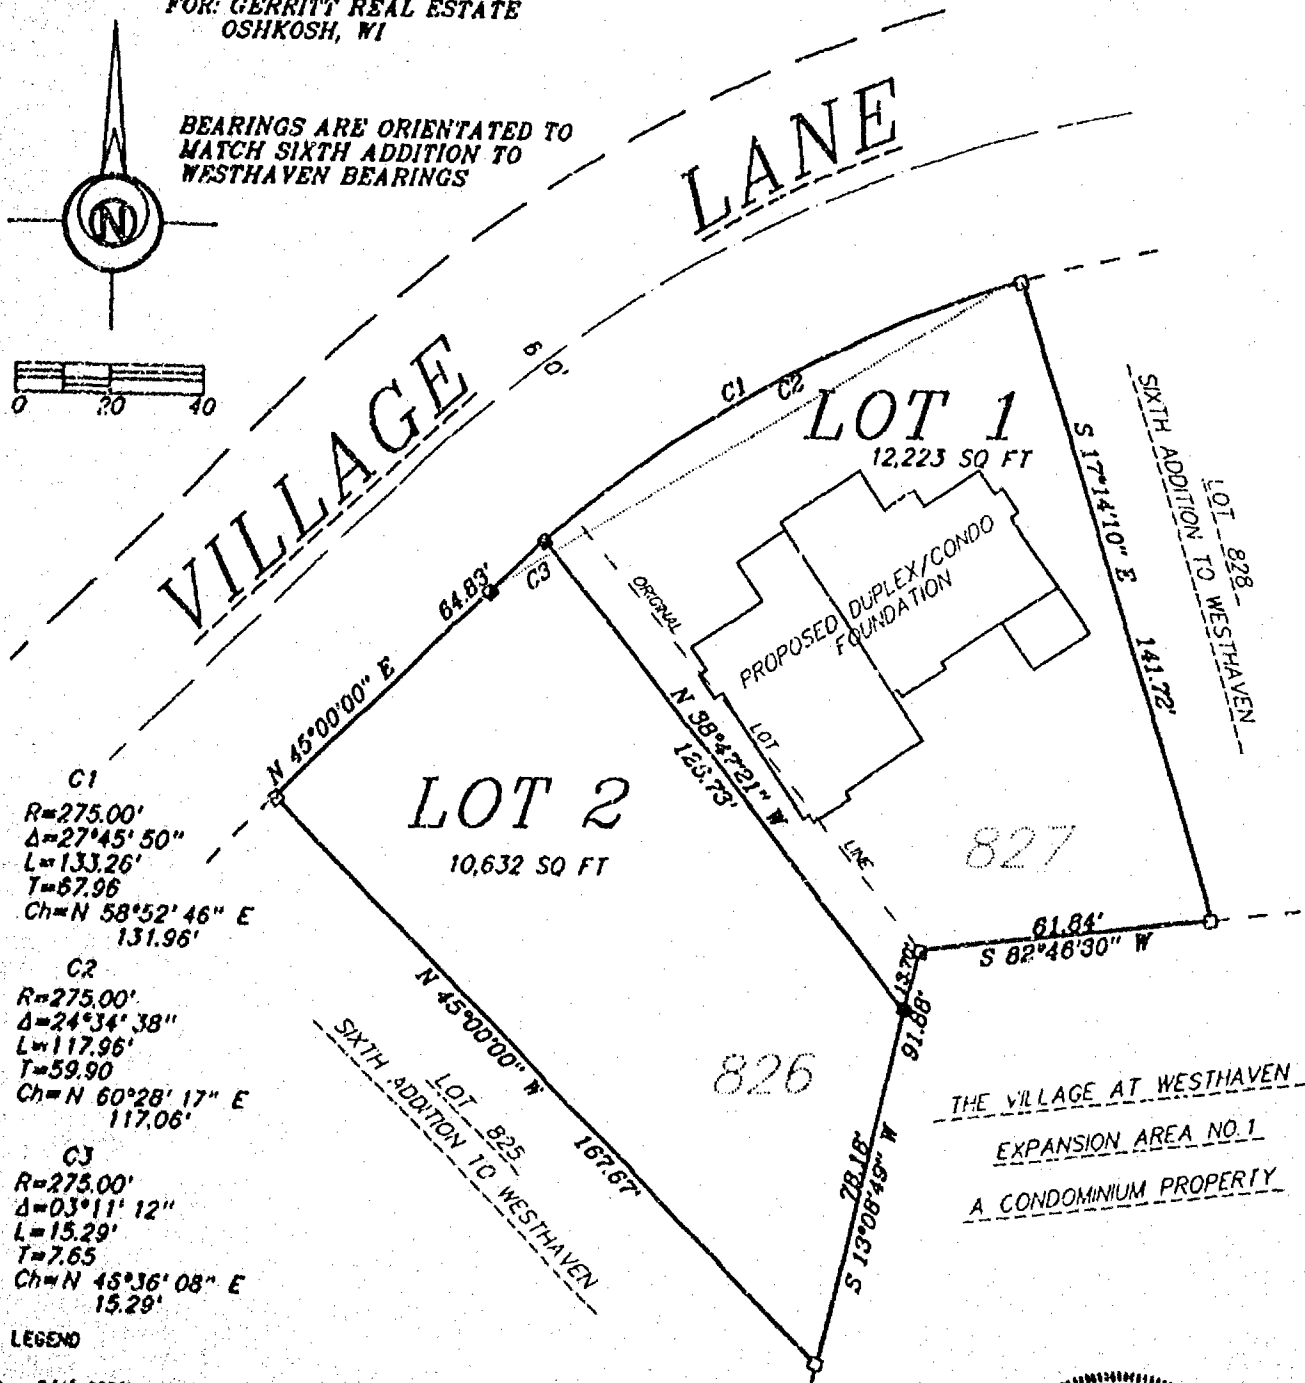 FOR: GERRITT REAL ESTATE
OSHKOSH, WI
BEARINGS ARE ORIENTATED TO
MATCH SIXTH ADDITION TO
WESTHAVEN BEARINGS
N
0 20 40
VILLAGE LANE
60'
C1
C2
C3
LOT 1
12,223 SQ FT
PROPOSED DUPLEX/CONDO
FOUNDATION
ORIGINAL LOT LINE
S 17°14'10" E 141.72'
LOT 828
SIXTH ADDITION TO WESTHAVEN
64.83'
N 45°00'00" E
N 38°47'21" W
LOT 2
10,632 SQ FT
827
61.84'
S 82°46'30" W
13.70'
91.88'
78.18'
S 13°08'49" W
826
N 45°00'00" W 167.67'
LOT 825
SIXTH ADDITION TO WESTHAVEN
THE VILLAGE AT WESTHAVEN
EXPANSION AREA NO.1
A CONDOMINIUM PROPERTY
C1
R=275.00'
Δ=27°45'50"
L=133.26'
T=67.96
Ch=N 58°52'46" E
131.96'
C2
R=275.00'
Δ=24°34'38"
L=117.96'
T=59.90
Ch=N 60°28'17" E
117.06'
C3
R=275.00'
Δ=03°11'12"
L=15.29'
T=7.65
Ch=N 46°36'08" E
15.29'
LEGEND